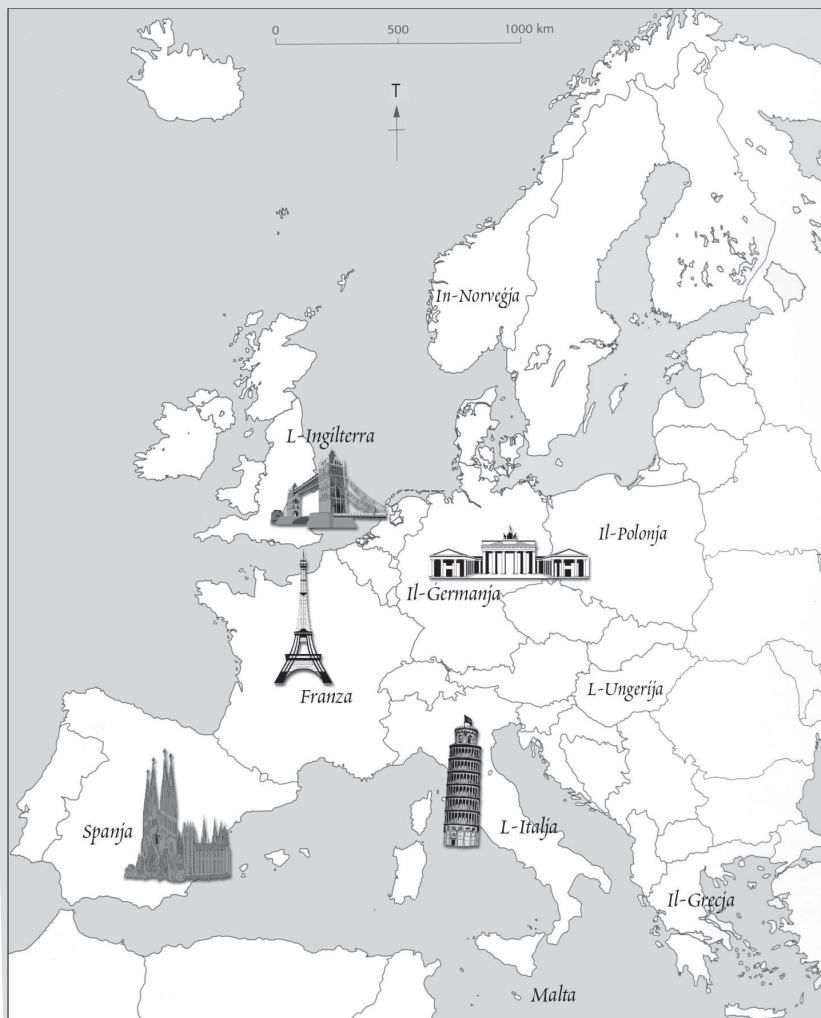 0 500 1000 km
T
In-Norveġja
L-Ingilterra
Il-Polonja
Il-Ġermanja
Franza
L-Ungerija
Spanja
L-Italja
Il-Greċja
Malta